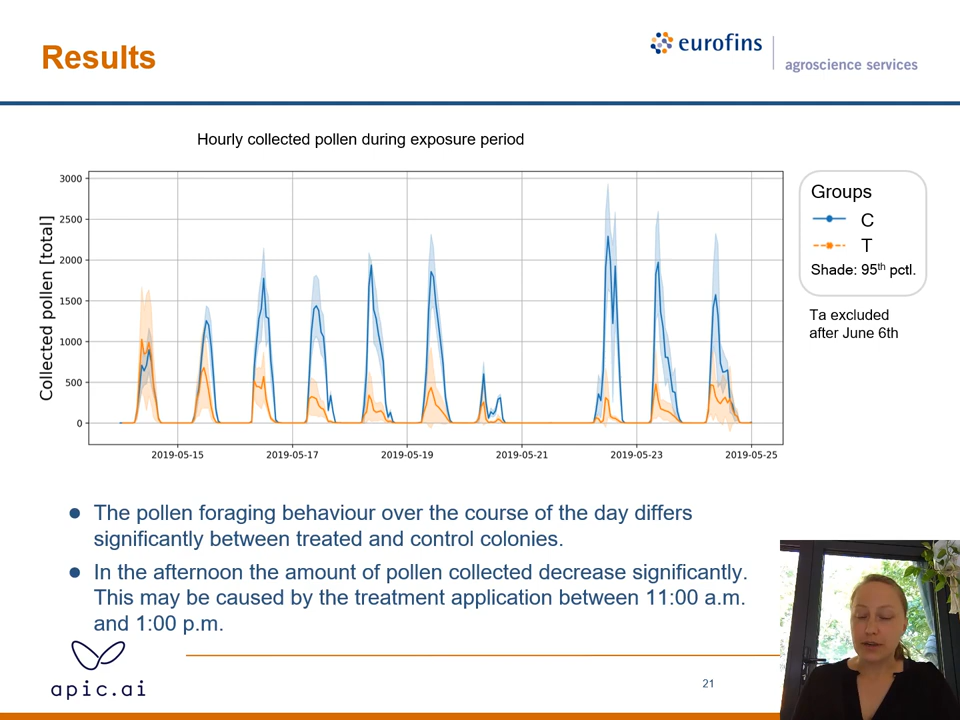 Results
eurofins
agroscience services
Hourly collected pollen during exposure period
Collected pollen [total]
3000
2500
2000
1500
1000
500
0
2019-05-15
2019-05-17
2019-05-19
2019-05-21
2019-05-23
2019-05-25
Groups
C
T
Shade: 95th pctl.
Ta excluded
after June 6th
● The pollen foraging behaviour over the course of the day differs
significantly between treated and control colonies.
● In the afternoon the amount of pollen collected decrease significantly.
This may be caused by the treatment application between 11:00 a.m.
and 1:00 p.m.
apic.ai
21